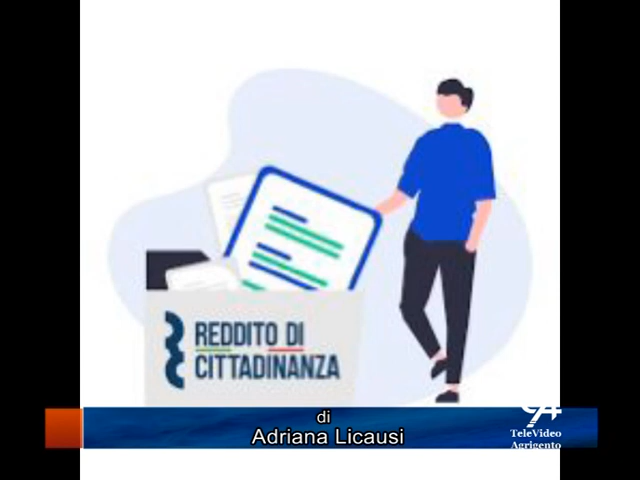 REDDITO DI
CITTADINANZA
di
Adriana Licausi
TeleVideo
Agrigento